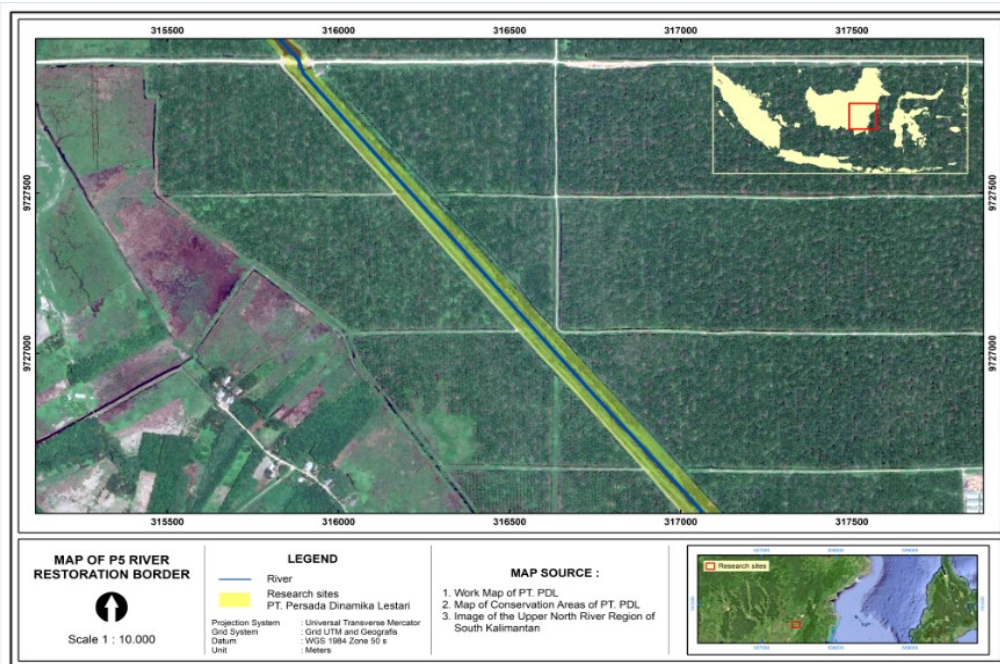 315500 316000 316500 317000 317500
9727500 9727500
9727000 9727000
315500 316000 316500 317000 317500
MAP OF P5 RIVER
RESTORATION BORDER
Scale 1 : 10.000
LEGEND
River
Research sites
PT. Persada Dinamika Lestari
Projection System : Universal Transverse Mercator
Grid System : Grid UTM and Geografis
Datum : WGS 1984 Zone 50 s
Unit : Meters
MAP SOURCE :
1. Work Map of PT. PDL
2. Map of Conservation Areas of PT. PDL
3. Image of the Upper North River Region of
South Kalimantan
Research sites